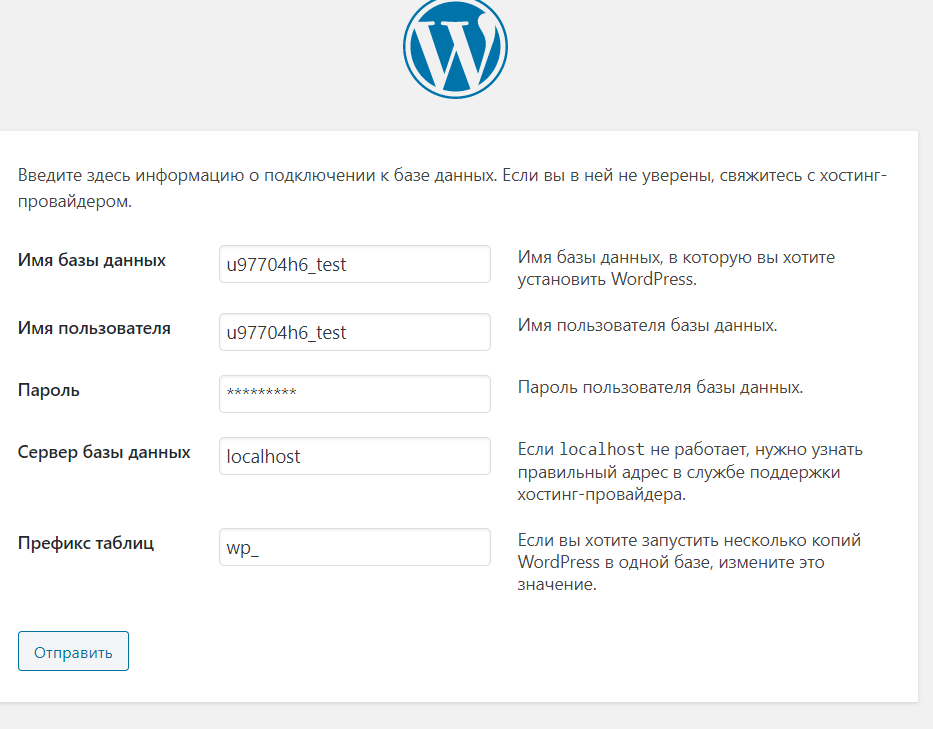 Введите здесь информацию о подключении к базе данных. Если вы в ней не уверены, свяжитесь с хостинг-
провайдером.
Имя базы данных
u97704h6_test
Имя базы данных, в которую вы хотите
установить WordPress.
Имя пользователя
u97704h6_test
Имя пользователя базы данных.
Пароль
*********
Пароль пользователя базы данных.
Сервер базы данных
localhost
Если localhost не работает, нужно узнать
правильный адрес в службе поддержки
хостинг-провайдера.
Префикс таблиц
wp_
Если вы хотите запустить несколько копий
WordPress в одной базе, измените это
значение.
Отправить